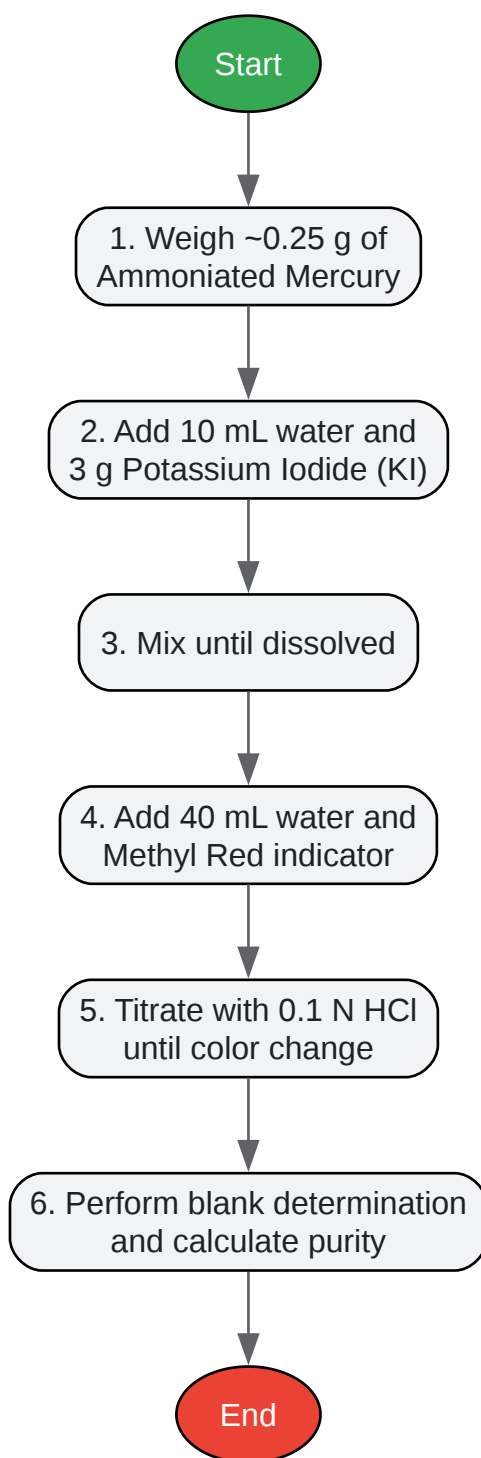 Start
1. Weigh ~0.25 g of
Ammoniated Mercury
2. Add 10 mL water and
3 g Potassium Iodide (KI)
3. Mix until dissolved
4. Add 40 mL water and
Methyl Red indicator
5. Titrate with 0.1 N HCl
until color change
6. Perform blank determination
and calculate purity
End